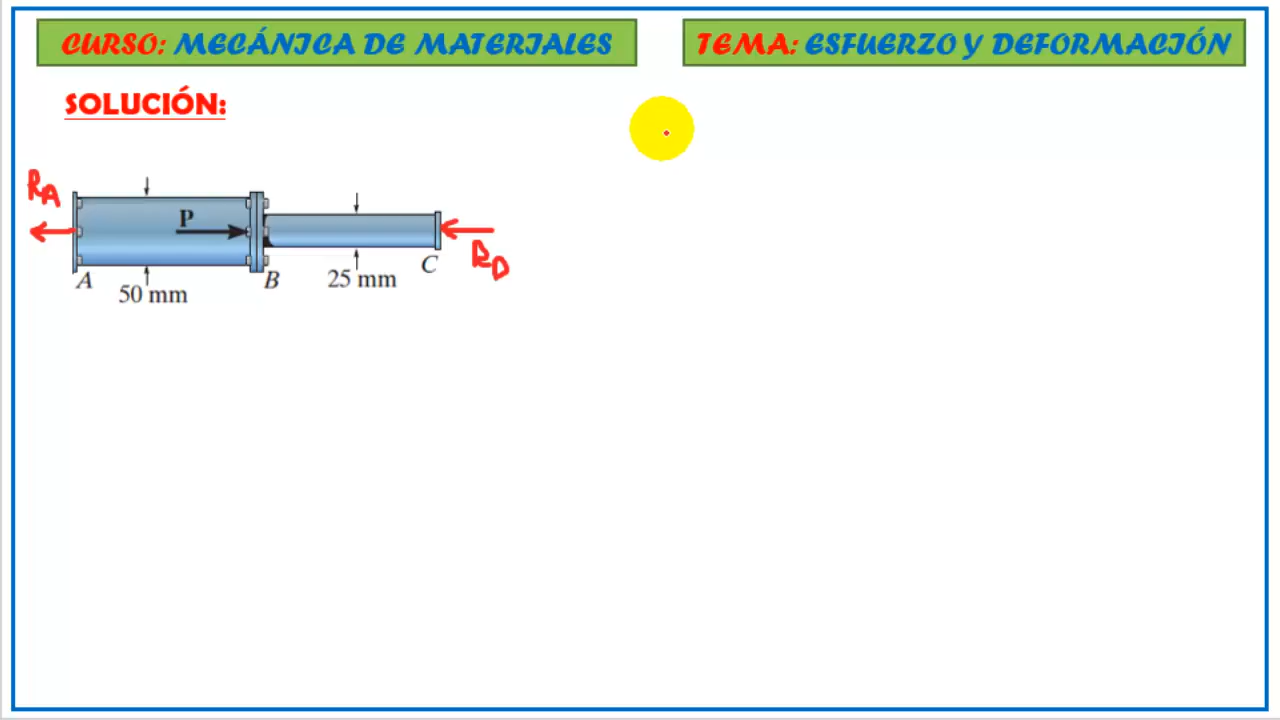 CURSO: MECÁNICA DE MATERIALES
TEMA: ESFUERZO Y DEFORMACIÓN
SOLUCIÓN:
RA
P
RD
A
B
C
50 mm
25 mm